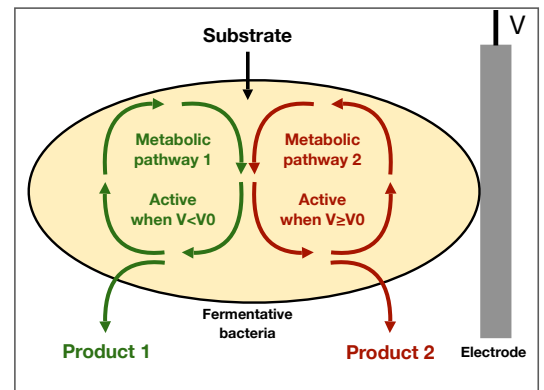 Substrate
V
Metabolic
pathway 1
Active
when V<V0
Metabolic
pathway 2
Active
when V≥V0
Fermentative
bacteria
Product 1
Product 2
Electrode